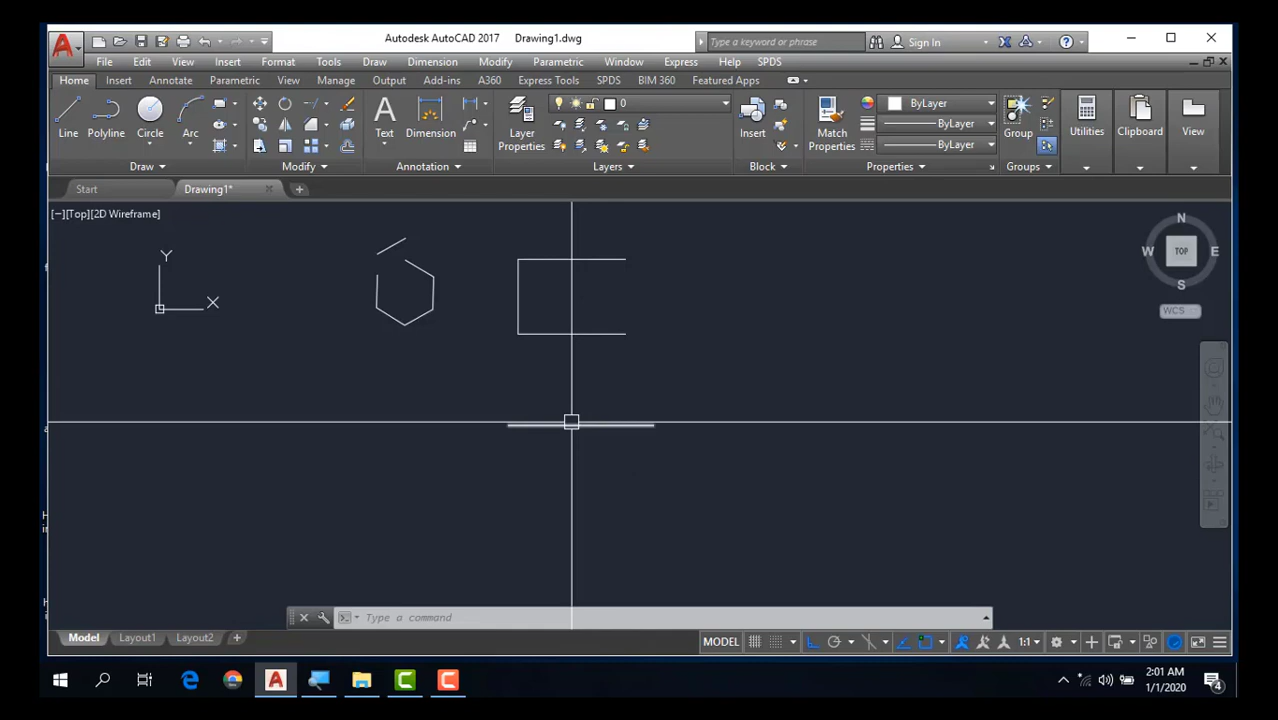 Autodesk AutoCAD 2017 Drawing1.dwg
Type a keyword or phrase
Sign In
File Edit View Insert Format Tools Draw Dimension Modify Parametric Window Express Help SPDS
Home Insert Annotate Parametric View Manage Output Add-ins A360 Express Tools SPDS BIM 360 Featured Apps
Line Polyline Circle Arc
Text Dimension
Layer Properties
0
Insert
Match Properties
ByLayer
ByLayer
ByLayer
Group
Utilities
Clipboard
View
Draw Modify Annotation Layers Block Properties Groups
Start Drawing1*
[−][Top][2D Wireframe]
Y
X
N
W TOP E
S
WCS
Type a command
Model Layout1 Layout2
MODEL 1:1
2:01 AM
1/1/2020
4